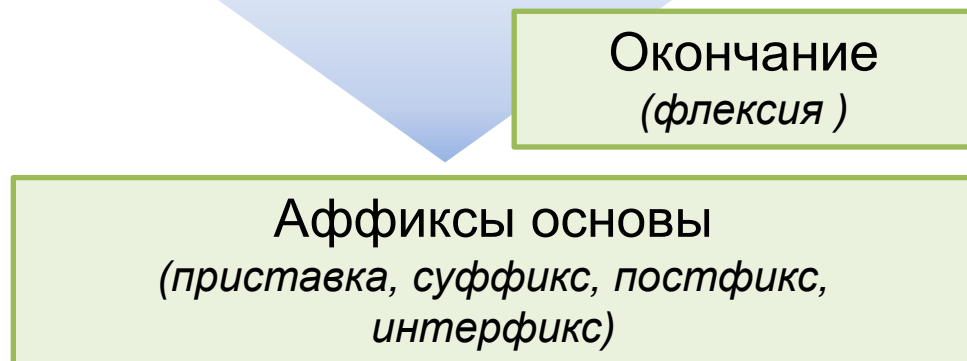 Окончание
(флексия )
Аффиксы основы
(приставка, суффикс, постфикс,
интерфикс)